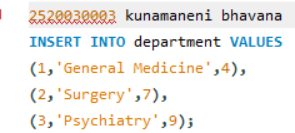 2520030003 kunamaneni bhavana
INSERT INTO department VALUES
(1,'General Medicine',4),
(2,'Surgery',7),
(3,'Psychiatry',9);